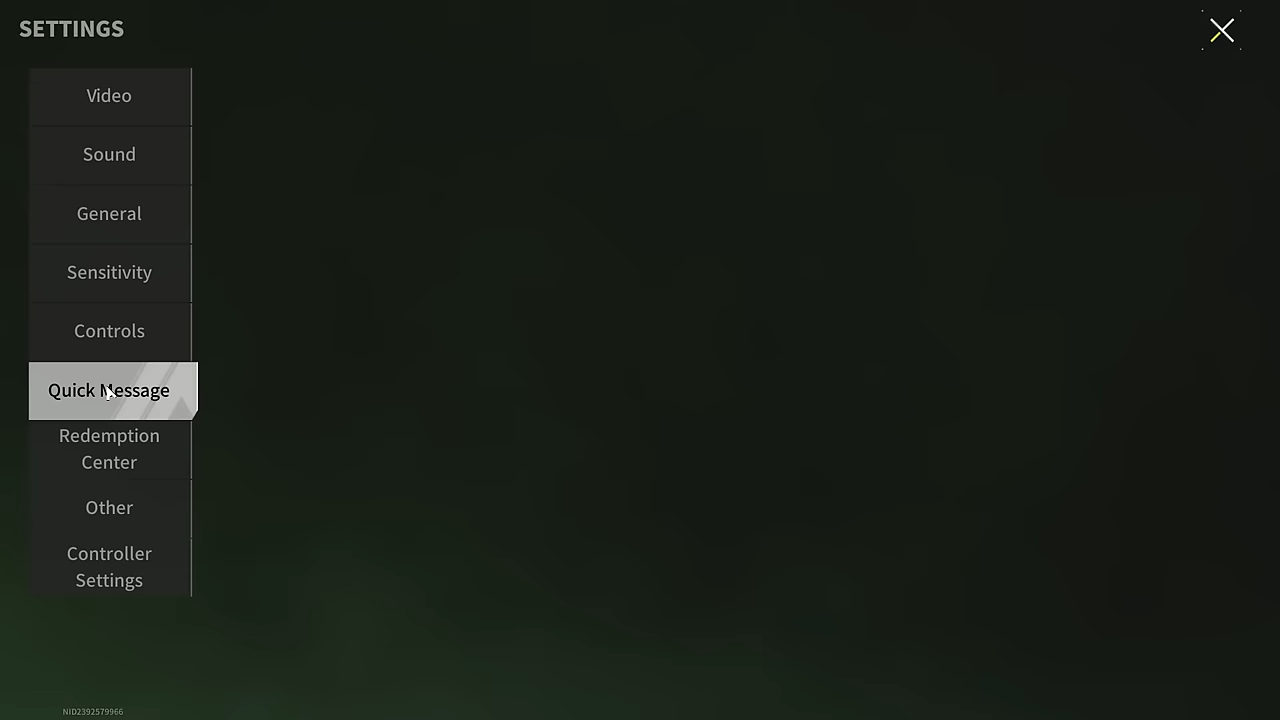 SETTINGS
Video
Sound
General
Sensitivity
Controls
Quick Message
Redemption
Center
Other
Controller
Settings
NID2392579966